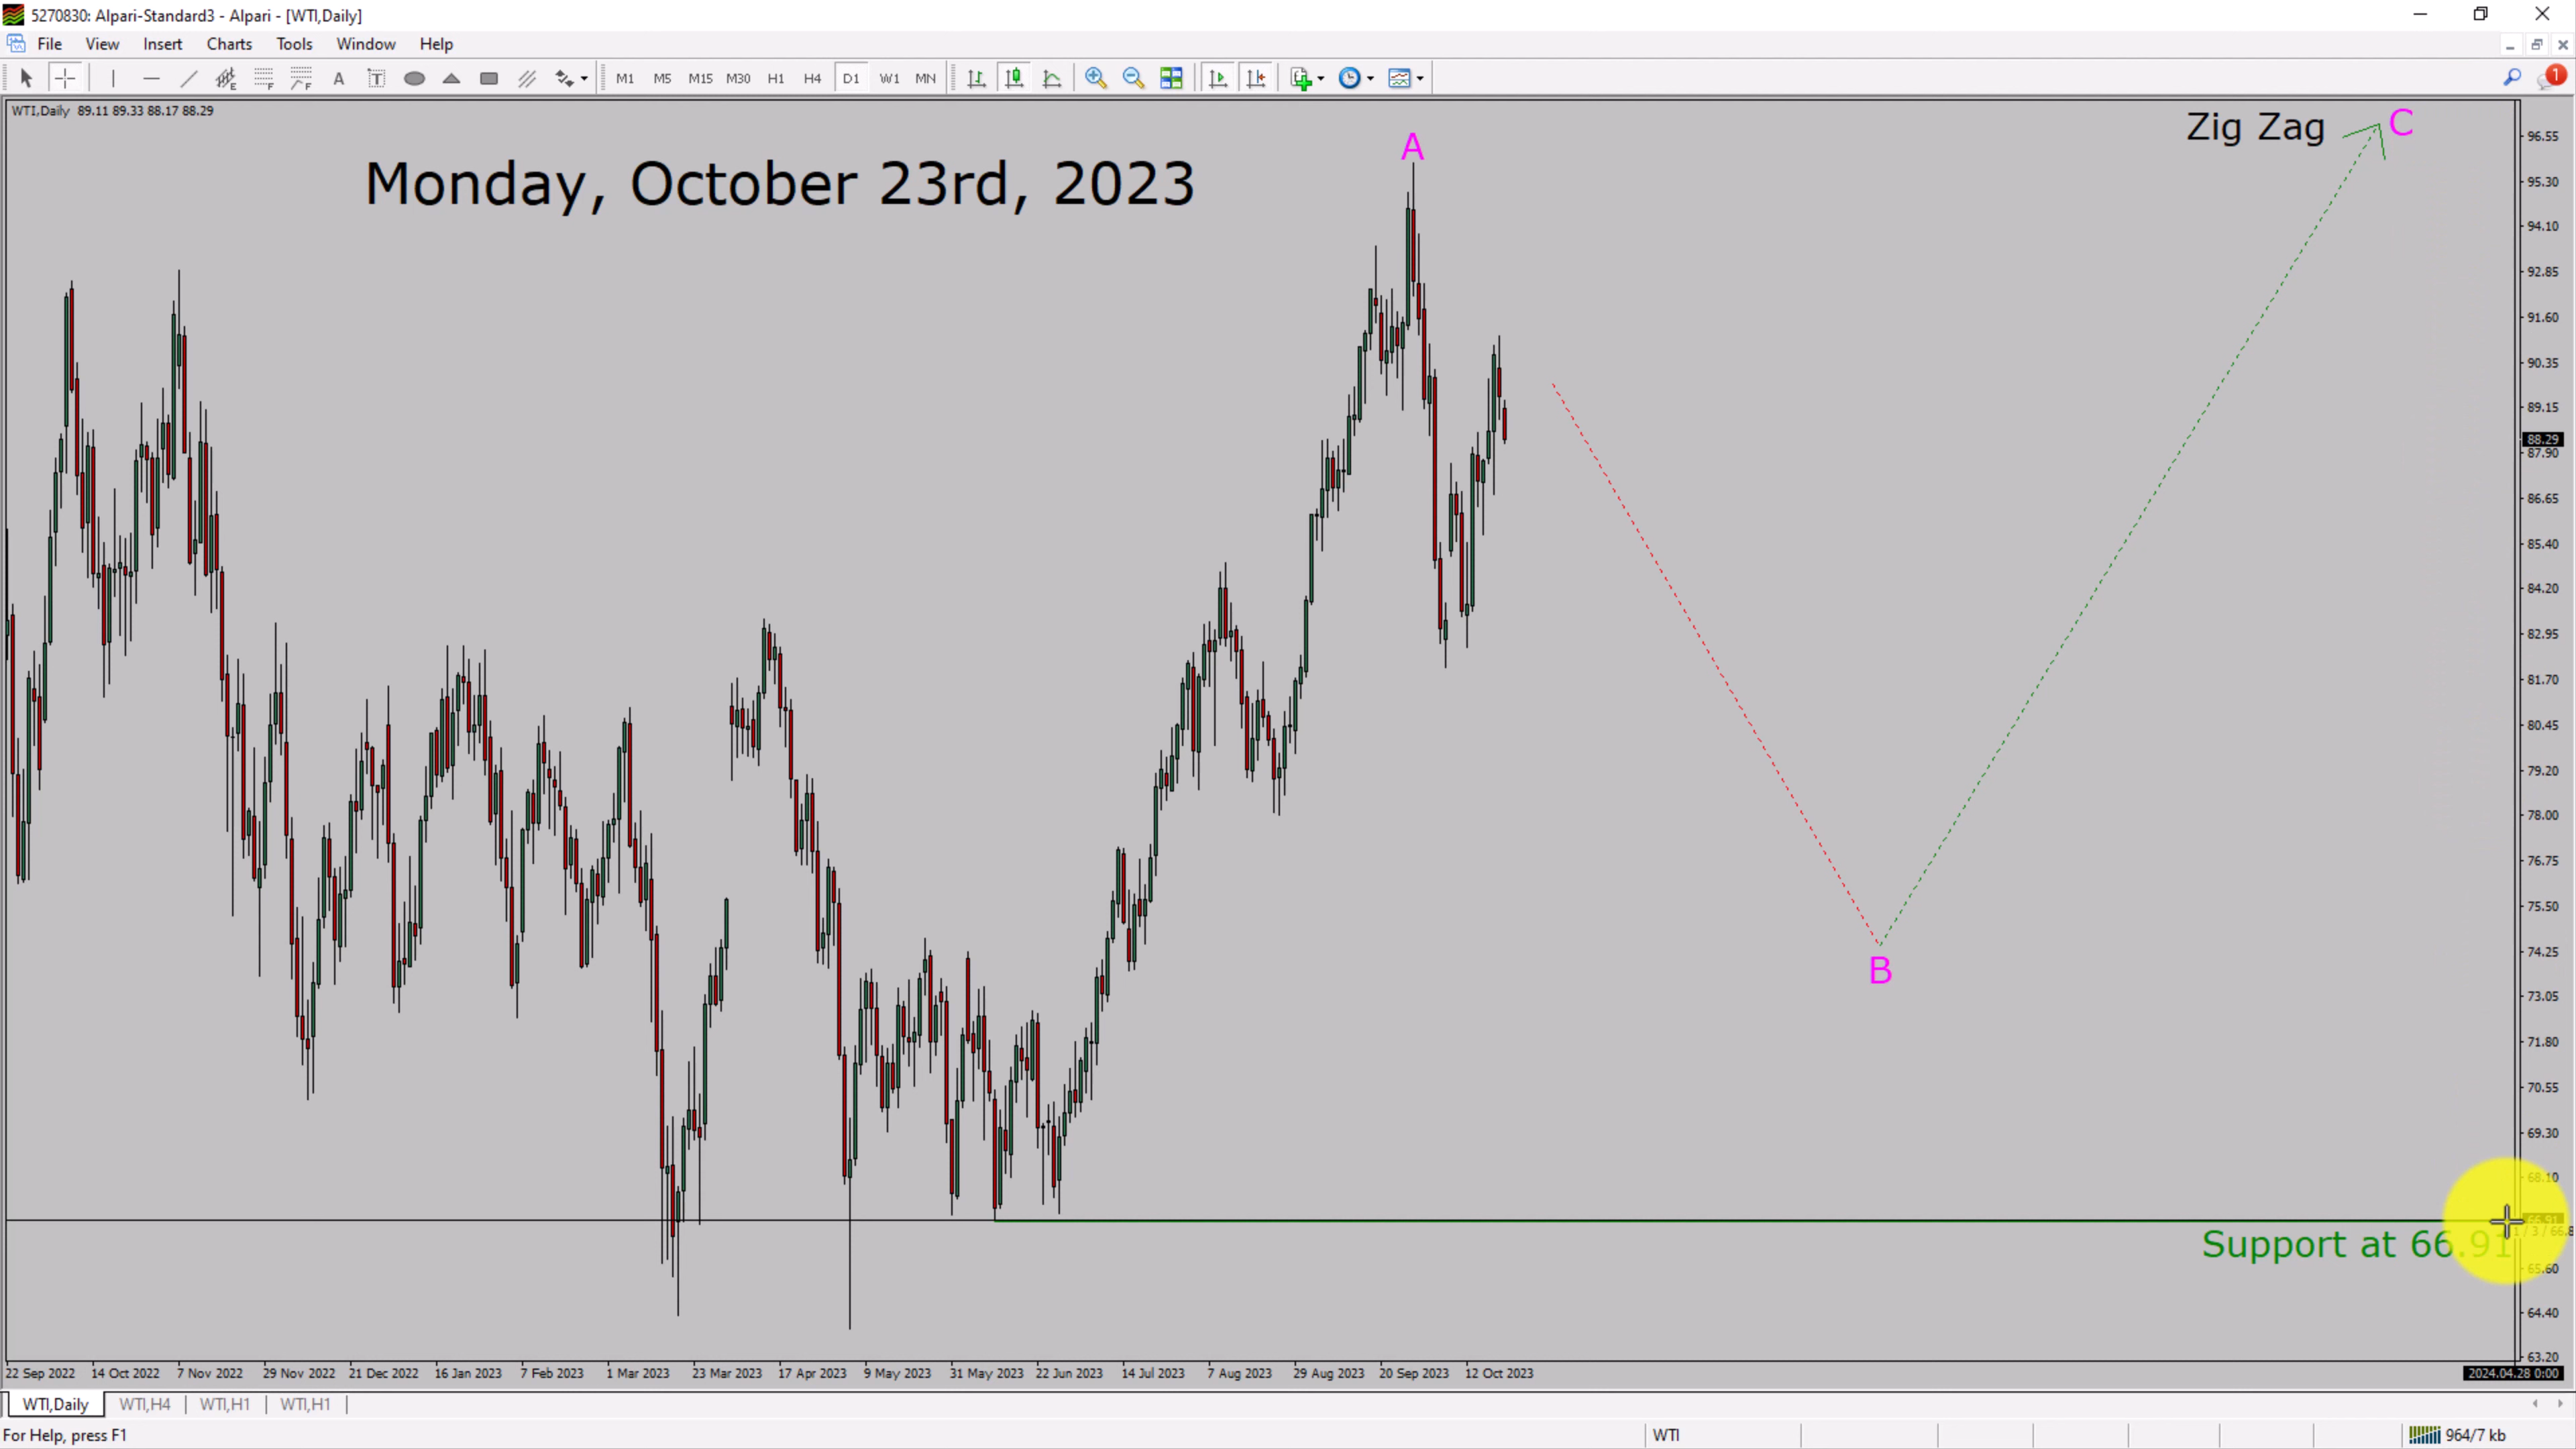 5270830: Alpari-Standard3 - Alpari - [WTI,Daily]
File View Insert Charts Tools Window Help
A T M1 M5 M15 M30 H1 H4 D1 W1 MN 1
WTI,Daily 89.11 89.33 88.17 88.29
Monday, October 23rd, 2023
A
Zig Zag
C
B
Support at 66.91
96.55
95.30
94.10
92.85
91.60
90.35
89.15
88.29
87.90
86.65
85.40
84.20
82.95
81.70
80.45
79.20
78.00
76.75
75.50
74.25
73.05
71.80
70.55
69.30
68.10
66.91
65.60
64.40
63.20
22 Sep 2022 14 Oct 2022 7 Nov 2022 29 Nov 2022 21 Dec 2022 16 Jan 2023 7 Feb 2023 1 Mar 2023 23 Mar 2023 17 Apr 2023 9 May 2023 31 May 2023 22 Jun 2023 14 Jul 2023 7 Aug 2023 29 Aug 2023 20 Sep 2023 12 Oct 2023 2024.04.28 0:00
WTI,Daily WTI,H4 WTI,H1 WTI,H1
For Help, press F1 WTI 964/7 kb